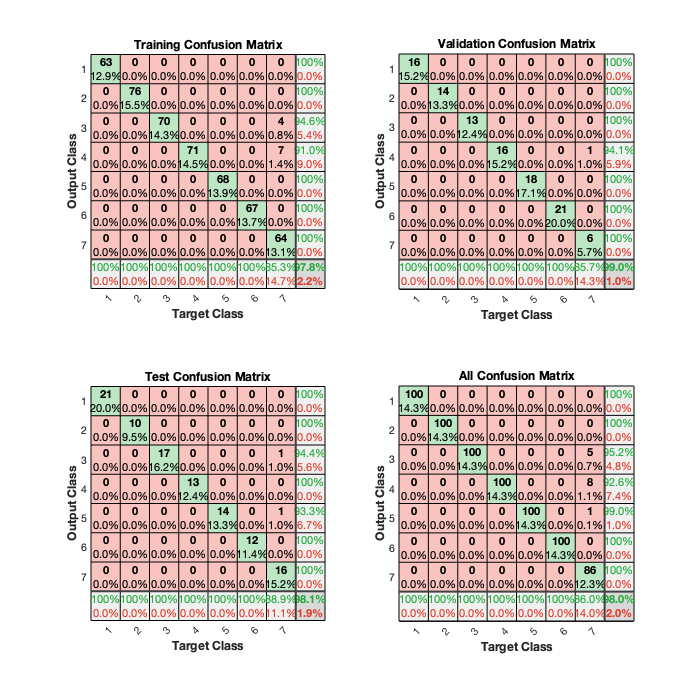 Training Confusion Matrix
1 63 0 0 0 0 0 0 100%
12.9% 0.0% 0.0% 0.0% 0.0% 0.0% 0.0% 0.0%
2 0 76 0 0 0 0 0 100%
0.0% 15.5% 0.0% 0.0% 0.0% 0.0% 0.0% 0.0%
3 0 0 70 0 0 0 4 94.6%
0.0% 0.0% 14.3% 0.0% 0.0% 0.0% 0.8% 5.4%
4 0 0 0 71 0 0 7 91.0%
0.0% 0.0% 0.0% 14.5% 0.0% 0.0% 1.4% 9.0%
5 0 0 0 0 68 0 0 100%
0.0% 0.0% 0.0% 0.0% 13.9% 0.0% 0.0% 0.0%
6 0 0 0 0 0 67 0 100%
0.0% 0.0% 0.0% 0.0% 0.0% 13.7% 0.0% 0.0%
7 0 0 0 0 0 0 64 100%
0.0% 0.0% 0.0% 0.0% 0.0% 0.0% 13.1% 0.0%
100% 100% 100% 100% 100% 100% 85.3% 97.8%
0.0% 0.0% 0.0% 0.0% 0.0% 0.0% 14.7% 2.2%
1 2 3 4 5 6 7
Target Class
Output Class
Validation Confusion Matrix
1 16 0 0 0 0 0 0 100%
15.2% 0.0% 0.0% 0.0% 0.0% 0.0% 0.0% 0.0%
2 0 14 0 0 0 0 0 100%
0.0% 13.3% 0.0% 0.0% 0.0% 0.0% 0.0% 0.0%
3 0 0 13 0 0 0 0 100%
0.0% 0.0% 12.4% 0.0% 0.0% 0.0% 0.0% 0.0%
4 0 0 0 16 0 0 1 94.1%
0.0% 0.0% 0.0% 15.2% 0.0% 0.0% 1.0% 5.9%
5 0 0 0 0 18 0 0 100%
0.0% 0.0% 0.0% 0.0% 17.1% 0.0% 0.0% 0.0%
6 0 0 0 0 0 21 0 100%
0.0% 0.0% 0.0% 0.0% 0.0% 20.0% 0.0% 0.0%
7 0 0 0 0 0 0 6 100%
0.0% 0.0% 0.0% 0.0% 0.0% 0.0% 5.7% 0.0%
100% 100% 100% 100% 100% 100% 85.7% 99.0%
0.0% 0.0% 0.0% 0.0% 0.0% 0.0% 14.3% 1.0%
1 2 3 4 5 6 7
Target Class
Output Class
Test Confusion Matrix
1 21 0 0 0 0 0 0 100%
20.0% 0.0% 0.0% 0.0% 0.0% 0.0% 0.0% 0.0%
2 0 10 0 0 0 0 0 100%
0.0% 9.5% 0.0% 0.0% 0.0% 0.0% 0.0% 0.0%
3 0 0 17 0 0 0 1 94.4%
0.0% 0.0% 16.2% 0.0% 0.0% 0.0% 1.0% 5.6%
4 0 0 0 13 0 0 0 100%
0.0% 0.0% 0.0% 12.4% 0.0% 0.0% 0.0% 0.0%
5 0 0 0 0 14 0 1 93.3%
0.0% 0.0% 0.0% 0.0% 13.3% 0.0% 1.0% 6.7%
6 0 0 0 0 0 12 0 100%
0.0% 0.0% 0.0% 0.0% 0.0% 11.4% 0.0% 0.0%
7 0 0 0 0 0 0 16 100%
0.0% 0.0% 0.0% 0.0% 0.0% 0.0% 15.2% 0.0%
100% 100% 100% 100% 100% 100% 88.9% 98.1%
0.0% 0.0% 0.0% 0.0% 0.0% 0.0% 11.1% 1.9%
1 2 3 4 5 6 7
Target Class
Output Class
All Confusion Matrix
1 100 0 0 0 0 0 0 100%
14.3% 0.0% 0.0% 0.0% 0.0% 0.0% 0.0% 0.0%
2 0 100 0 0 0 0 0 100%
0.0% 14.3% 0.0% 0.0% 0.0% 0.0% 0.0% 0.0%
3 0 0 100 0 0 0 5 95.2%
0.0% 0.0% 14.3% 0.0% 0.0% 0.0% 0.7% 4.8%
4 0 0 0 100 0 0 8 92.6%
0.0% 0.0% 0.0% 14.3% 0.0% 0.0% 1.1% 7.4%
5 0 0 0 0 100 0 1 99.0%
0.0% 0.0% 0.0% 0.0% 14.3% 0.0% 0.1% 1.0%
6 0 0 0 0 0 100 0 100%
0.0% 0.0% 0.0% 0.0% 0.0% 14.3% 0.0% 0.0%
7 0 0 0 0 0 0 86 100%
0.0% 0.0% 0.0% 0.0% 0.0% 0.0% 12.3% 0.0%
100% 100% 100% 100% 100% 100% 86.0% 98.0%
0.0% 0.0% 0.0% 0.0% 0.0% 0.0% 14.0% 2.0%
1 2 3 4 5 6 7
Target Class
Output Class